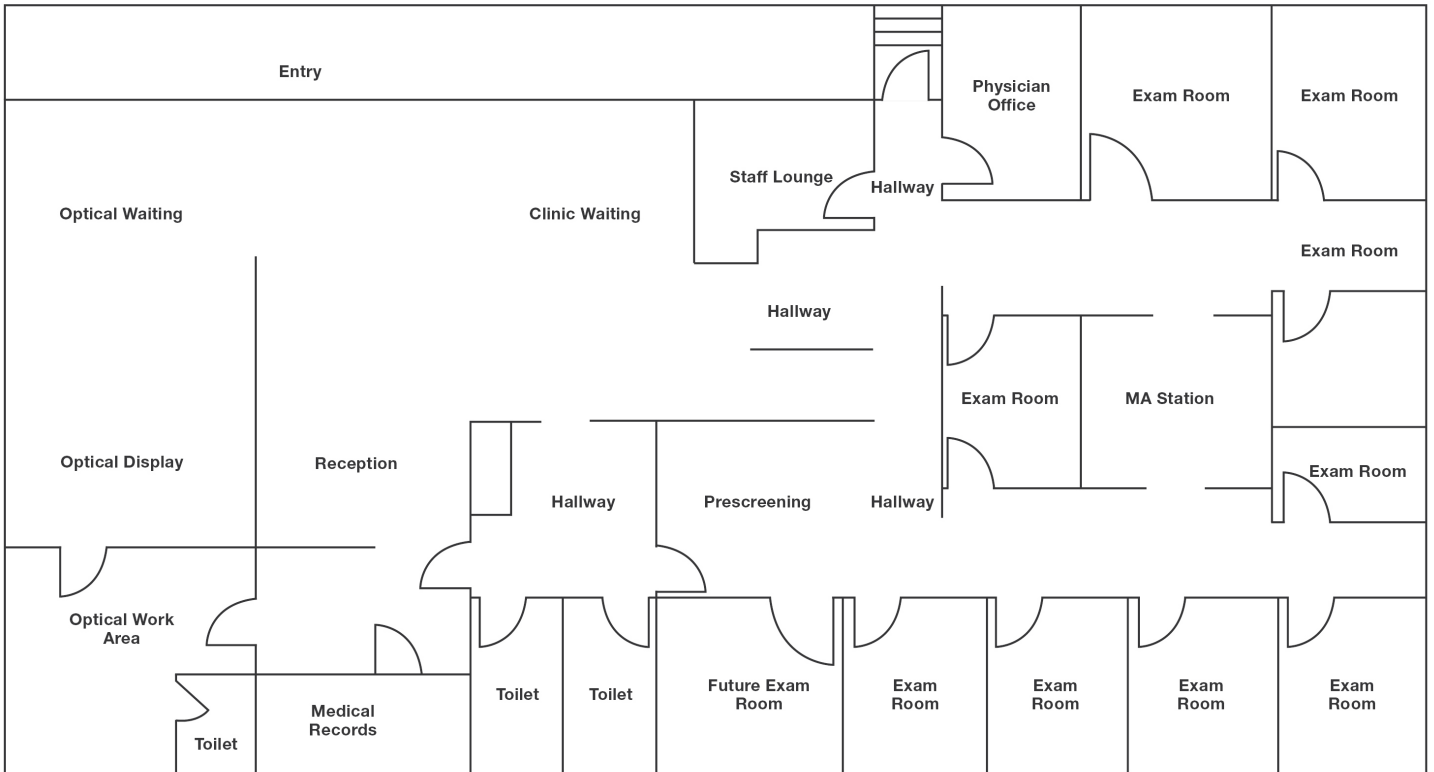 Entry
Physician
Office
Exam Room
Exam Room
Staff Lounge
Hallway
Optical Waiting
Clinic Waiting
Exam Room
Hallway
Exam Room
MA Station
Optical Display
Reception
Exam Room
Hallway
Prescreening
Hallway
Optical Work
Area
Toilet
Medical
Records
Toilet
Toilet
Future Exam
Room
Exam
Room
Exam
Room
Exam
Room
Exam
Room